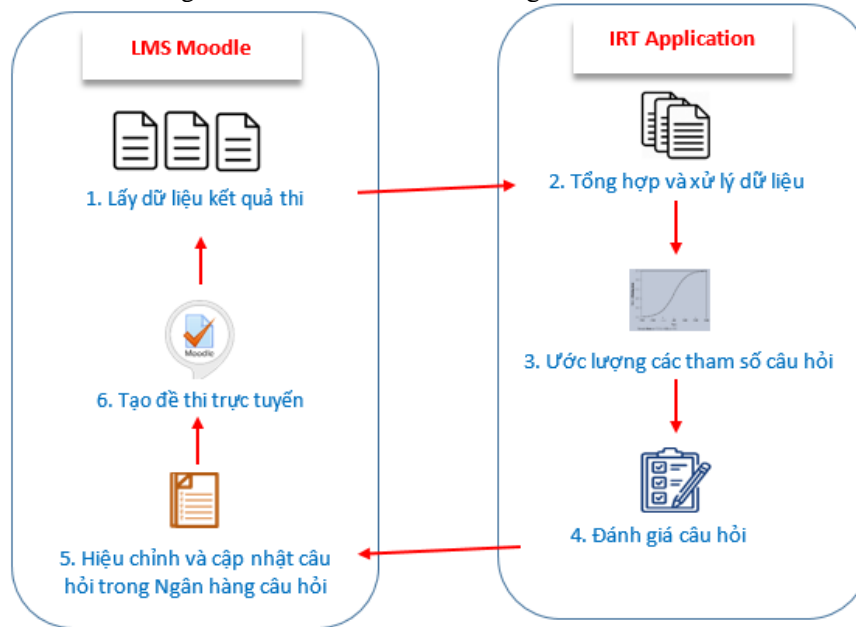 LMS Moodle
1. Lấy dữ liệu kết quả thi
Moodle
6. Tạo đề thi trực tuyến
5. Hiệu chỉnh và cập nhật câu
hỏi trong Ngân hàng câu hỏi
IRT Application
2. Tổng hợp và xử lý dữ liệu
3. Ước lượng các tham số câu hỏi
4. Đánh giá câu hỏi